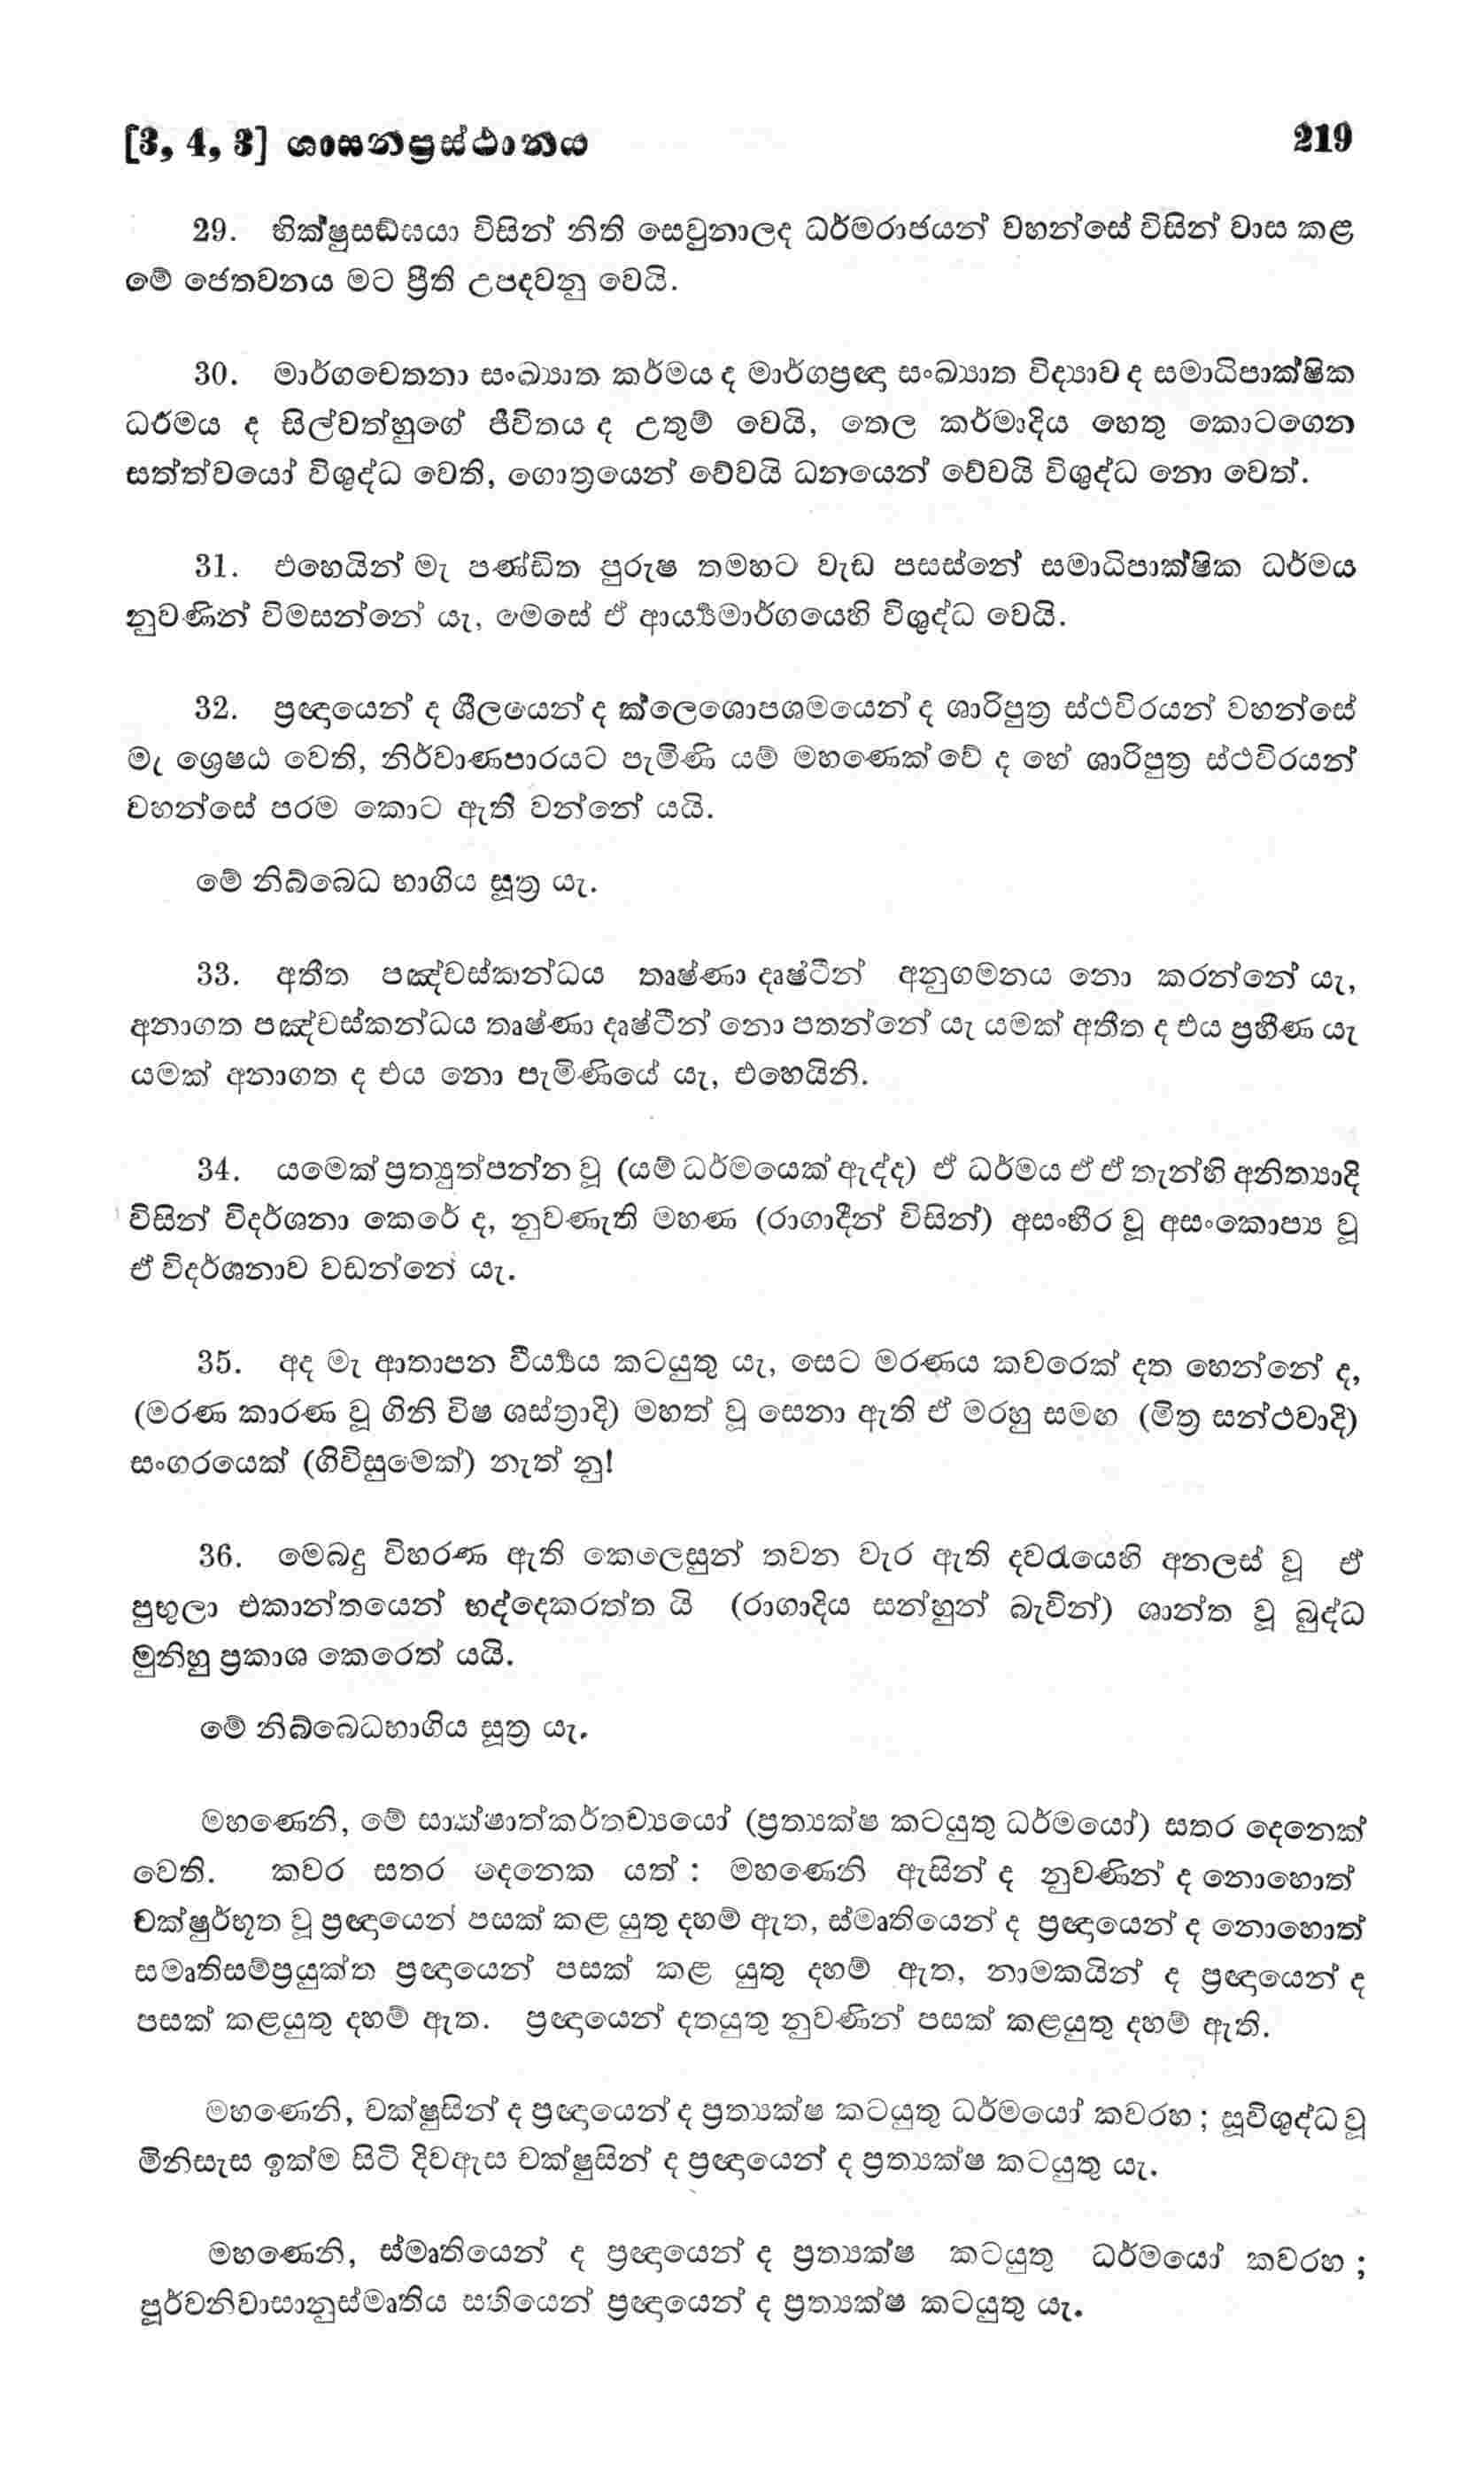 [3, 4, 3] ශාසනප්‍රස්ථානය 219
29. භික්ෂුසඞ්ඝයා විසින් නිති සෙවුනාලද ධර්මරාජයන් වහන්සේ විසින් වාස කළ
මේ ජෙතවනය මට ප්‍රීති උපදවනු වෙයි.
30. මාර්ගචෙතනා සංඛ්‍යාත කර්මය ද මාර්ගප්‍රඥා සංඛ්‍යාත විද්‍යාව ද සමාධිපාක්ෂික
ධර්මය ද සිල්වත්හුගේ ජීවිතය ද උතුම් වෙයි, තෙල කර්මාදිය හෙතු කොටගෙන
සත්ත්වයෝ විශුද්ධ වෙති, ගොත්‍රයෙන් වේවයි ධනයෙන් වේවයි විශුද්ධ නො වෙත්.
31. එහෙයින් මැ පණ්ඩිත පුරුෂ තමහට වැඩ පසස්නේ සමාධිපාක්ෂික ධර්මය
නුවණින් විමසන්නේ යැ, මෙසේ ඒ ආර්‍ය්‍යමාර්ගයෙහි විශුද්ධ වෙයි.
32. ප්‍රඥායෙන් ද ශීලයෙන් ද ක්ලෙශොපශමයෙන් ද ශාරිපුත්‍ර ස්ථවිරයන් වහන්සේ
මැ ශ්‍රෙෂඨ වෙති, නිර්වාණපාරයට පැමිණි යම් මහණෙක් වේ ද හේ ශාරිපුත්‍ර ස්ථවිරයන්
වහන්සේ පරම කොට ඇති වන්නේ යයි.
මේ නිබ්බෙධ භාගිය සූත්‍ර යැ.
33. අතීත පඤ්චස්කන්ධය තෘෂ්ණා දෘෂ්ටීන් අනුගමනය නො කරන්නේ යැ,
අනාගත පඤ්චස්කන්ධය තෘෂ්ණා දෘෂ්ටීන් නො පතන්නේ යැ යමක් අතීත ද එය ප්‍රහීණ යැ
යමක් අනාගත ද එය නො පැමිණියේ යැ, එහෙයිනි.
34. යමෙක් ප්‍රත්‍යුත්පන්න වූ (යම් ධර්මයෙක් ඇද්ද) ඒ ධර්මය ඒ ඒ තැන්හි අනිත්‍යාදි
විසින් විදර්ශනා කෙරේ ද, නුවණැති මහණ (රාගාදීන් විසින්) අසංහීර වූ අසංකොප්‍ය වූ
ඒ විදර්ශනාව වඩන්නේ යැ.
35. අද මැ ආතාපන වීර්‍ය්‍යය කටයුතු යැ, සෙට මරණය කවරෙක් දත හෙන්නේ ද,
(මරණ කාරණ වූ ගිනි විෂ ශස්ත්‍රාදි) මහත් වූ සෙනා ඇති ඒ මරහු සමඟ (මිත්‍ර සන්ථවාදි)
සංගරයෙක් (ගිවිසුමෙක්) නැත් නු!
36. මෙබදු විහරණ ඇති කෙලෙසුන් තවන වැර ඇති දවරැයෙහි අනලස් වූ ඒ
පුඟුලා එකාන්තයෙන් භද්දෙකරත්ත යි (රාගාදිය සන්හුන් බැවින්) ශාන්ත වූ බුද්ධ
මුනිහු ප්‍රකාශ කෙරෙත් යයි.
මේ නිබ්බෙධභාගිය සූත්‍ර යැ.
මහණෙනි, මේ සාක්ෂාත්කර්තව්‍යයෝ (ප්‍රත්‍යක්ෂ කටයුතු ධර්මයෝ) සතර දෙනෙක්
වෙති. කවර සතර දෙනෙක යත් : මහණෙනි ඇසින් ද නුවණින් ද නොහොත්
චක්ෂුර්භූත වූ ප්‍රඥායෙන් පසක් කළ යුතු දහම් ඇත, ස්මෘතියෙන් ද ප්‍රඥායෙන් ද නොහොත්
සමෘතිසම්ප්‍රයුක්ත ප්‍රඥායෙන් පසක් කළ යුතු දහම් ඇත, නාමකයින් ද ප්‍රඥායෙන් ද
පසක් කළයුතු දහම් ඇත. ප්‍රඥායෙන් දතයුතු නුවණින් පසක් කළයුතු දහම් ඇති.
මහණෙනි, චක්ෂුසින් ද ප්‍රඥායෙන් ද ප්‍රත්‍යක්ෂ කටයුතු ධර්මයෝ කවරහ ; සුවිශුද්ධ වූ
මිනිසැස ඉක්ම සිටි දිවඇස චක්ෂුසින් ද ප්‍රඥායෙන් ද ප්‍රත්‍යක්ෂ කටයුතු යැ.
මහණෙනි, ස්මෘතියෙන් ද ප්‍රඥායෙන් ද ප්‍රත්‍යක්ෂ කටයුතු ධර්මයෝ කවරහ ;
පූර්වනිවාසානුස්මෘතිය සතියෙන් ප්‍රඥායෙන් ද ප්‍රත්‍යක්ෂ කටයුතු යැ.